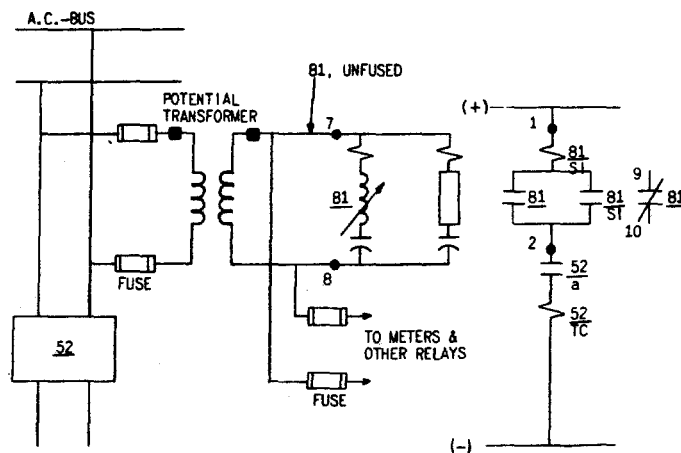 A.C.-BUS
81, UNFUSED
POTENTIAL
TRANSFORMER
7
(+)
1
81
SI
9
81
81
81
SI
81
10
2
FUSE
8
52
a
52
TO METERS &
OTHER RELAYS
52
TC
FUSE
(-)